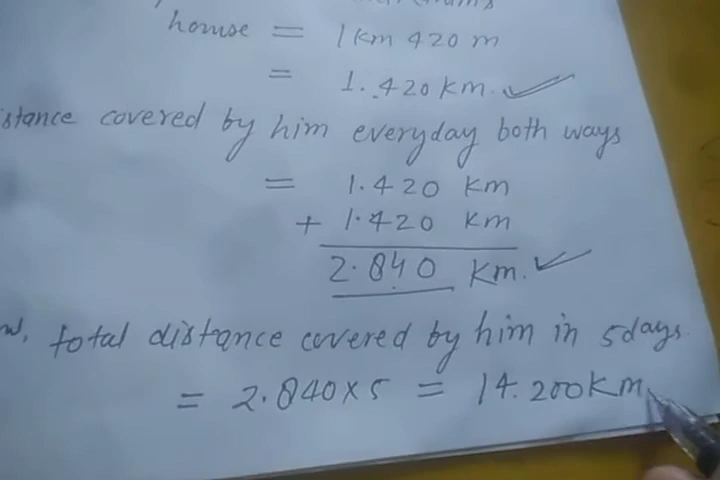 house = 1 km 420 m
= 1.420 km.
covered by him everyday both ways
= 1.420 km
+ 1.420 km
2.840 km.
total distance covered by him in 5 days.
= 2.840 x 5 = 14.200 km